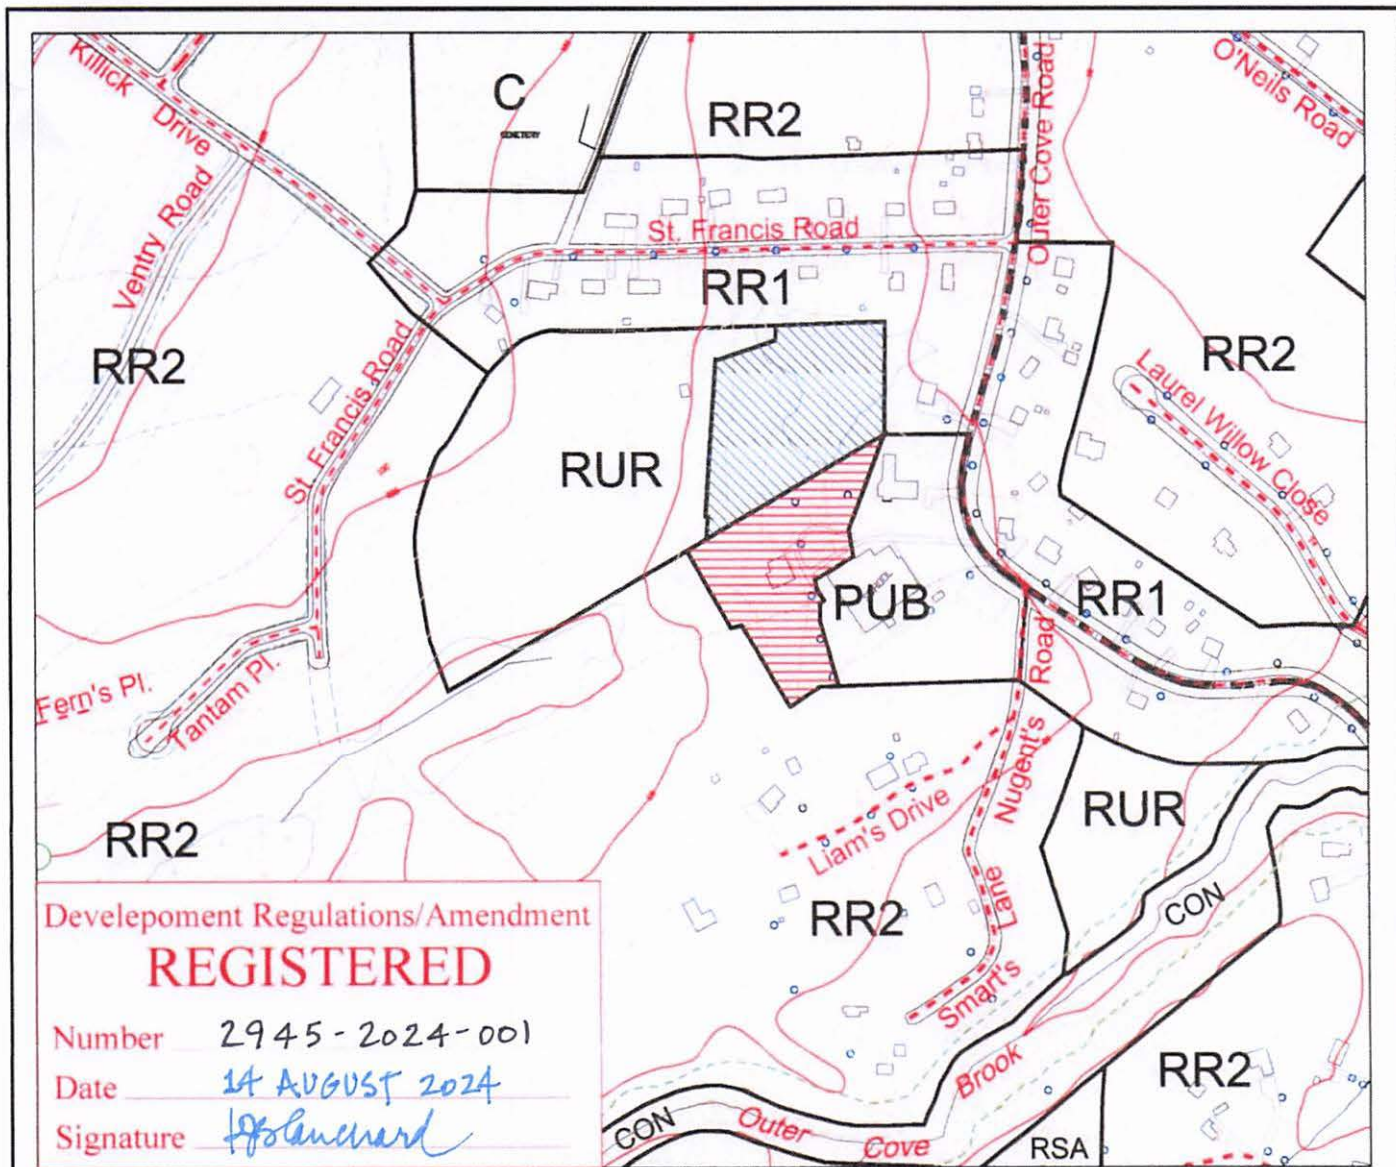 Killick
Drive
C
CEMETERY
RR2
Outer Cove Road
O'Neils Road
Ventry Road
St. Francis Road
RR1
RR2
RR2
Laurel Willow Close
St. Francis Road
RUR
PUB
RR1
Road
Fern's Pl.
Tantam Pl.
Nugent's
RR2
Liam's Drive
RUR
Lane
CON
RR2
Smart's
Brook
RR2
CON
Outer
Cove
RSA
Develepoment Regulations/Amendment
REGISTERED
Number 2945-2024-001
Date 14 AUGUST 2024
Signature